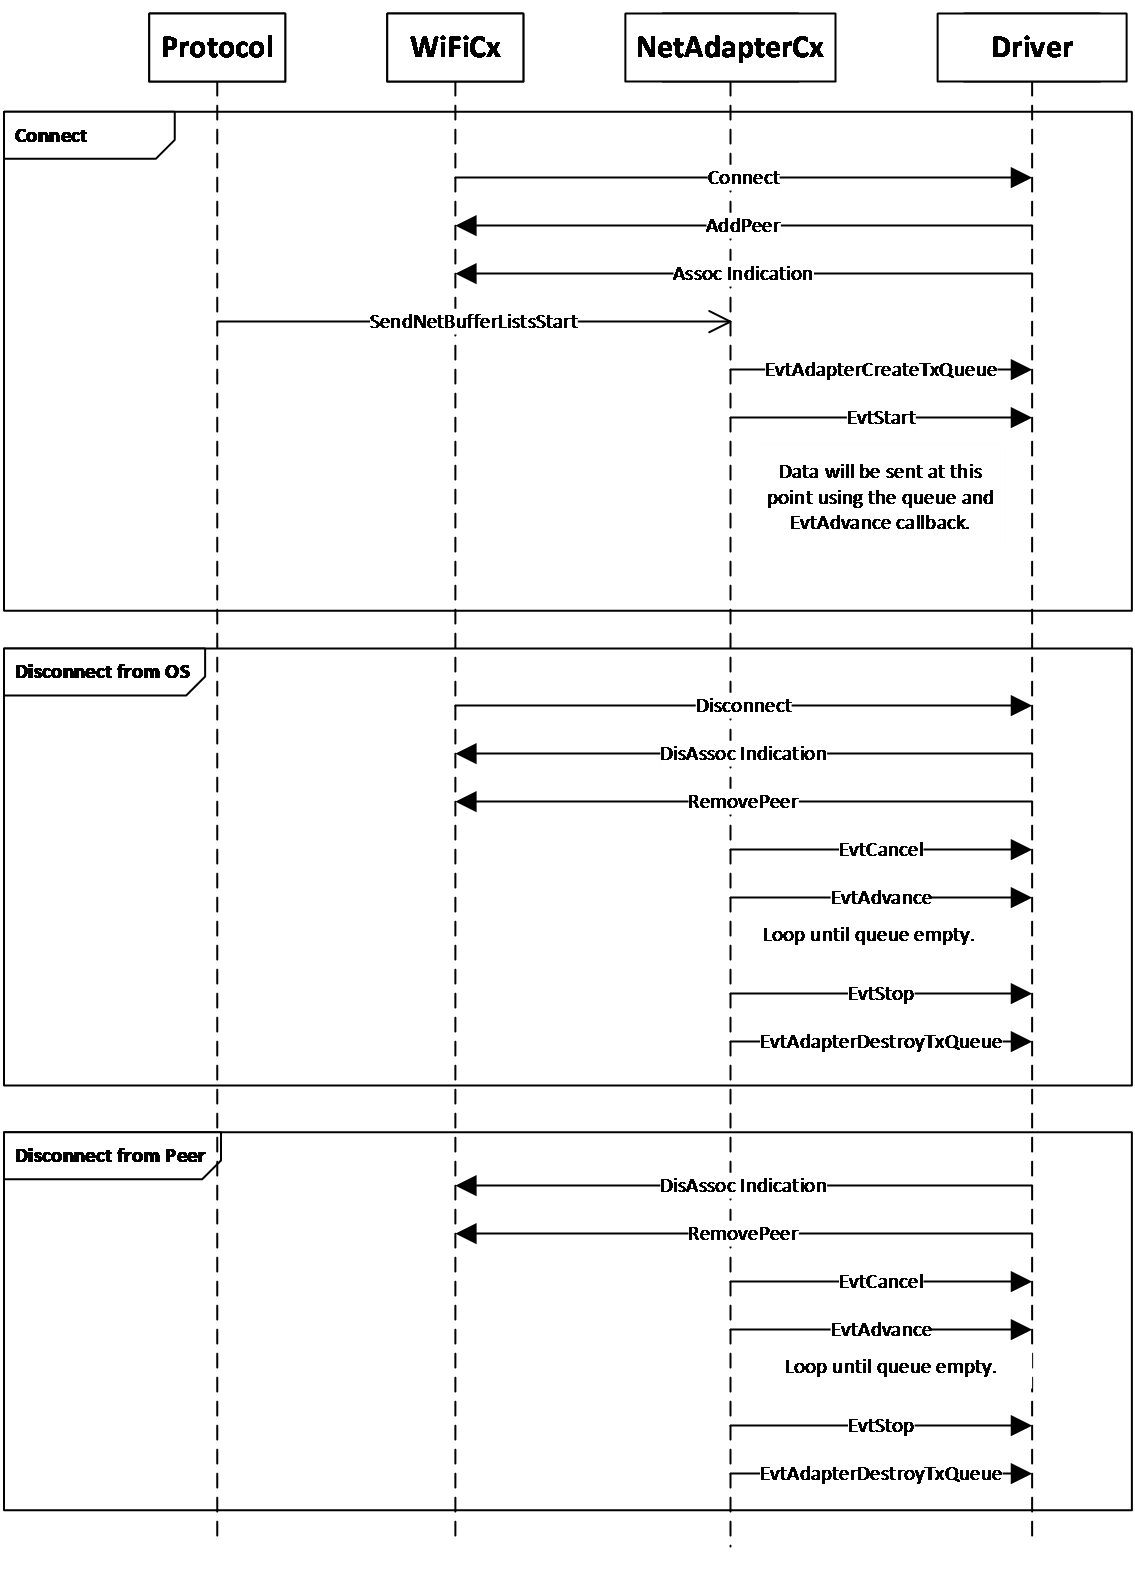 Protocol
WiFiCx
NetAdapterCx
Driver
Connect
Connect
AddPeer
Assoc Indication
SendNetBufferListsStart
EvtAdapterCreateTxQueue
EvtStart
Data will be sent at this
point using the queue and
EvtAdvance callback.
Disconnect from OS
Disconnect
DisAssoc Indication
RemovePeer
EvtCancel
EvtAdvance
Loop until queue empty.
EvtStop
EvtAdapterDestroyTxQueue
Disconnect from Peer
DisAssoc Indication
RemovePeer
EvtCancel
EvtAdvance
Loop until queue empty.
EvtStop
EvtAdapterDestroyTxQueue